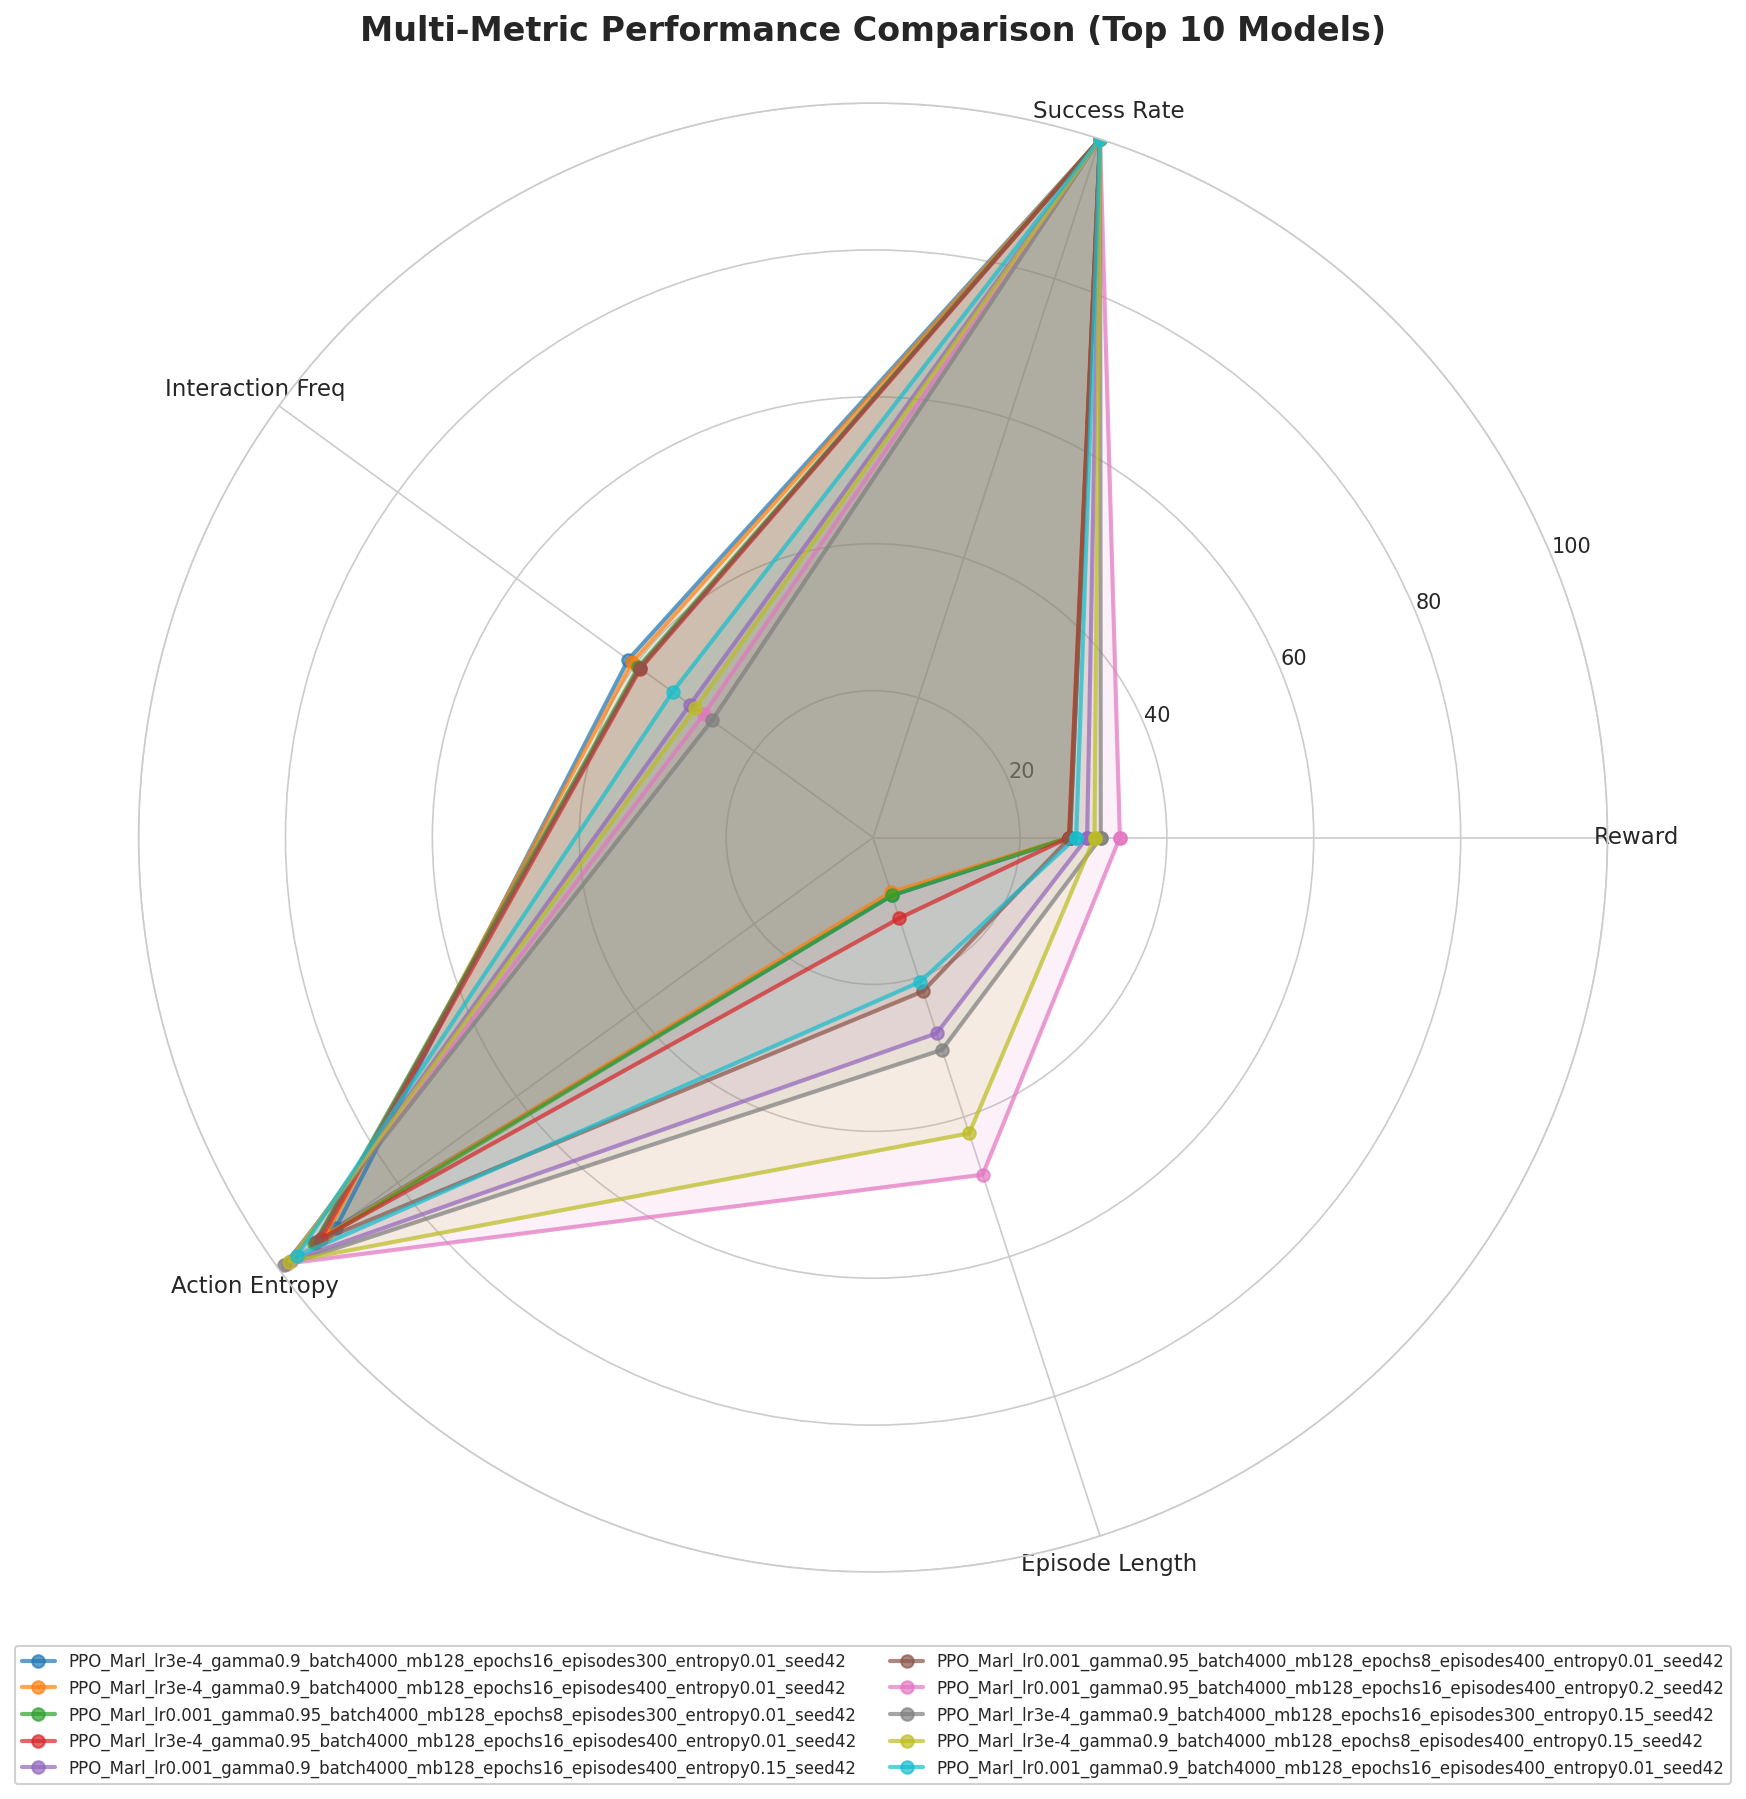 Multi-Metric Performance Comparison (Top 10 Models)
Success Rate
Interaction Freq
100
80
60
40
20
Reward
Action Entropy
Episode Length
PPO_Marl_lr3e-4_gamma0.9_batch4000_mb128_epochs16_episodes300_entropy0.01_seed42
PPO_Marl_lr3e-4_gamma0.9_batch4000_mb128_epochs16_episodes400_entropy0.01_seed42
PPO_Marl_lr0.001_gamma0.95_batch4000_mb128_epochs8_episodes300_entropy0.01_seed42
PPO_Marl_lr3e-4_gamma0.95_batch4000_mb128_epochs16_episodes400_entropy0.01_seed42
PPO_Marl_lr0.001_gamma0.9_batch4000_mb128_epochs16_episodes400_entropy0.15_seed42
PPO_Marl_lr0.001_gamma0.95_batch4000_mb128_epochs8_episodes400_entropy0.01_seed42
PPO_Marl_lr0.001_gamma0.95_batch4000_mb128_epochs16_episodes400_entropy0.2_seed42
PPO_Marl_lr3e-4_gamma0.9_batch4000_mb128_epochs16_episodes300_entropy0.15_seed42
PPO_Marl_lr3e-4_gamma0.9_batch4000_mb128_epochs8_episodes400_entropy0.15_seed42
PPO_Marl_lr0.001_gamma0.9_batch4000_mb128_epochs16_episodes400_entropy0.01_seed42